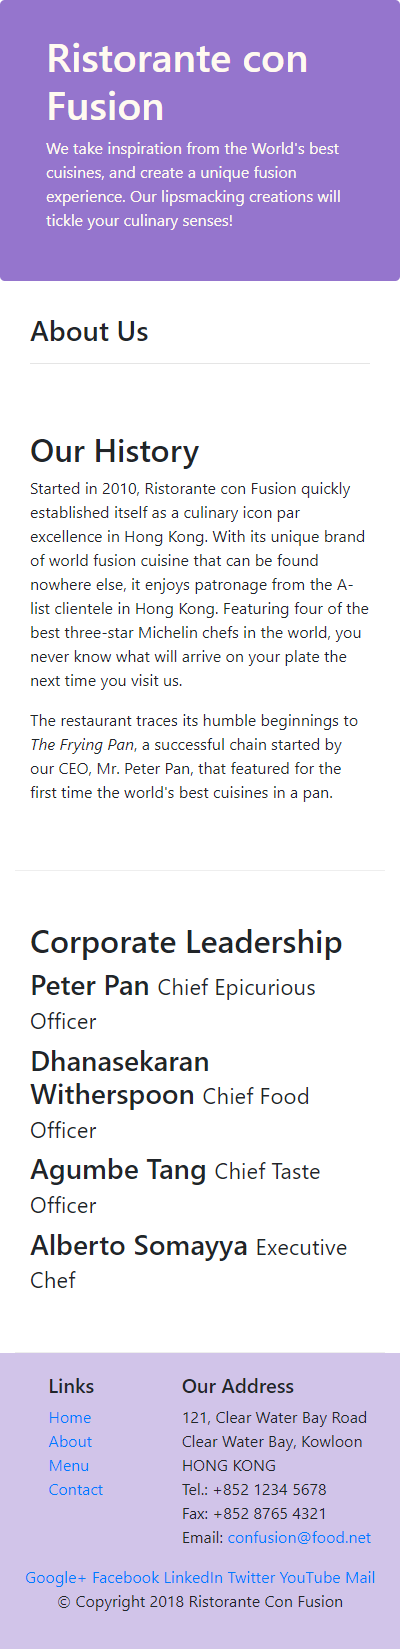 Ristorante con
Fusion
We take inspiration from the World's best
cuisines, and create a unique fusion
experience. Our lipsmacking creations will
tickle your culinary senses!
About Us
Our History
Started in 2010, Ristorante con Fusion quickly
established itself as a culinary icon par
excellence in Hong Kong. With its unique brand
of world fusion cuisine that can be found
nowhere else, it enjoys patronage from the A-
list clientele in Hong Kong. Featuring four of the
best three-star Michelin chefs in the world, you
never know what will arrive on your plate the
next time you visit us.
The restaurant traces its humble beginnings to
The Frying Pan, a successful chain started by
our CEO, Mr. Peter Pan, that featured for the
first time the world's best cuisines in a pan.
Corporate Leadership
Peter Pan Chief Epicurious
Officer
Dhanasekaran
Witherspoon Chief Food
Officer
Agumbe Tang Chief Taste
Officer
Alberto Somayya Executive
Chef
Links
Home
About
Menu
Contact
Our Address
121, Clear Water Bay Road
Clear Water Bay, Kowloon
HONG KONG
Tel.: +852 1234 5678
Fax: +852 8765 4321
Email: confusion@food.net
Google+ Facebook LinkedIn Twitter YouTube Mail
© Copyright 2018 Ristorante Con Fusion